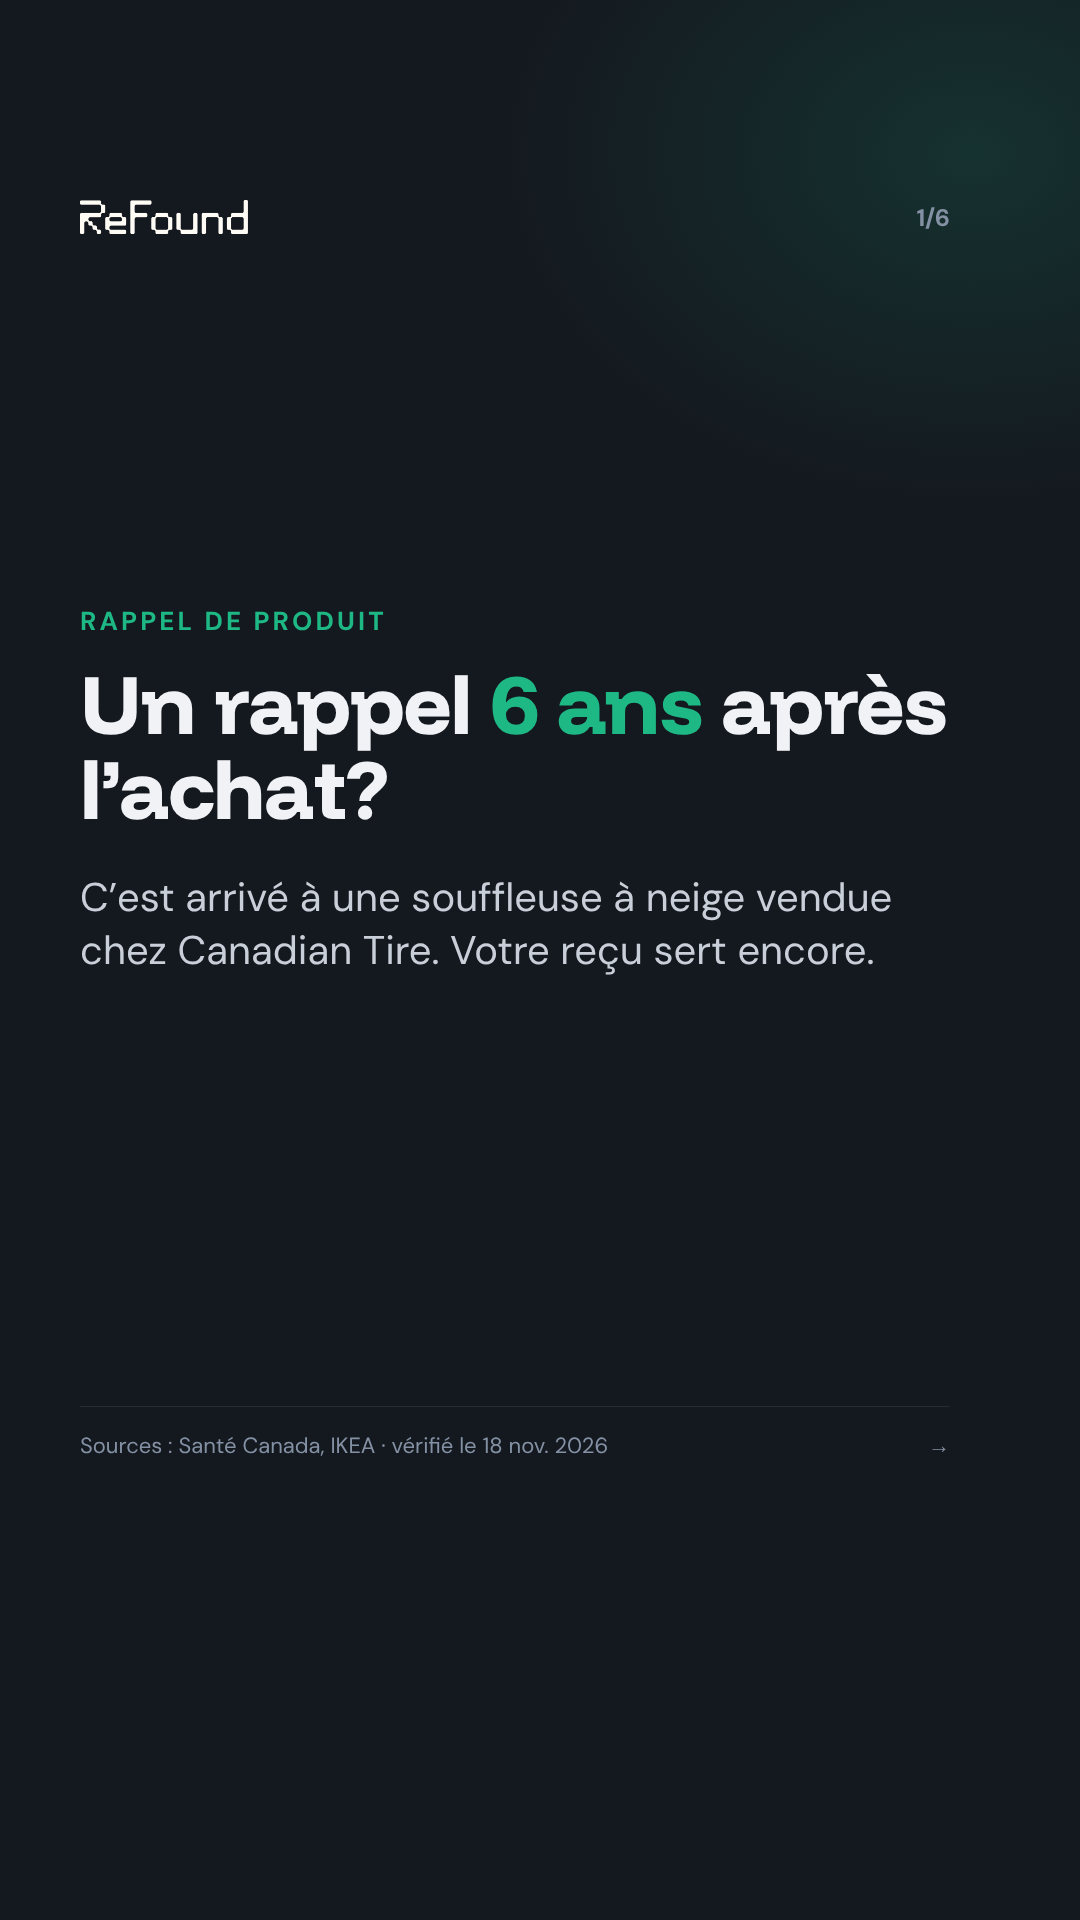 ReFound
1/6
RAPPEL DE PRODUIT
Un rappel 6 ans après
l’achat?
C’est arrivé à une souffleuse à neige vendue
chez Canadian Tire. Votre reçu sert encore.
Sources : Santé Canada, IKEA · vérifié le 18 nov. 2026 →